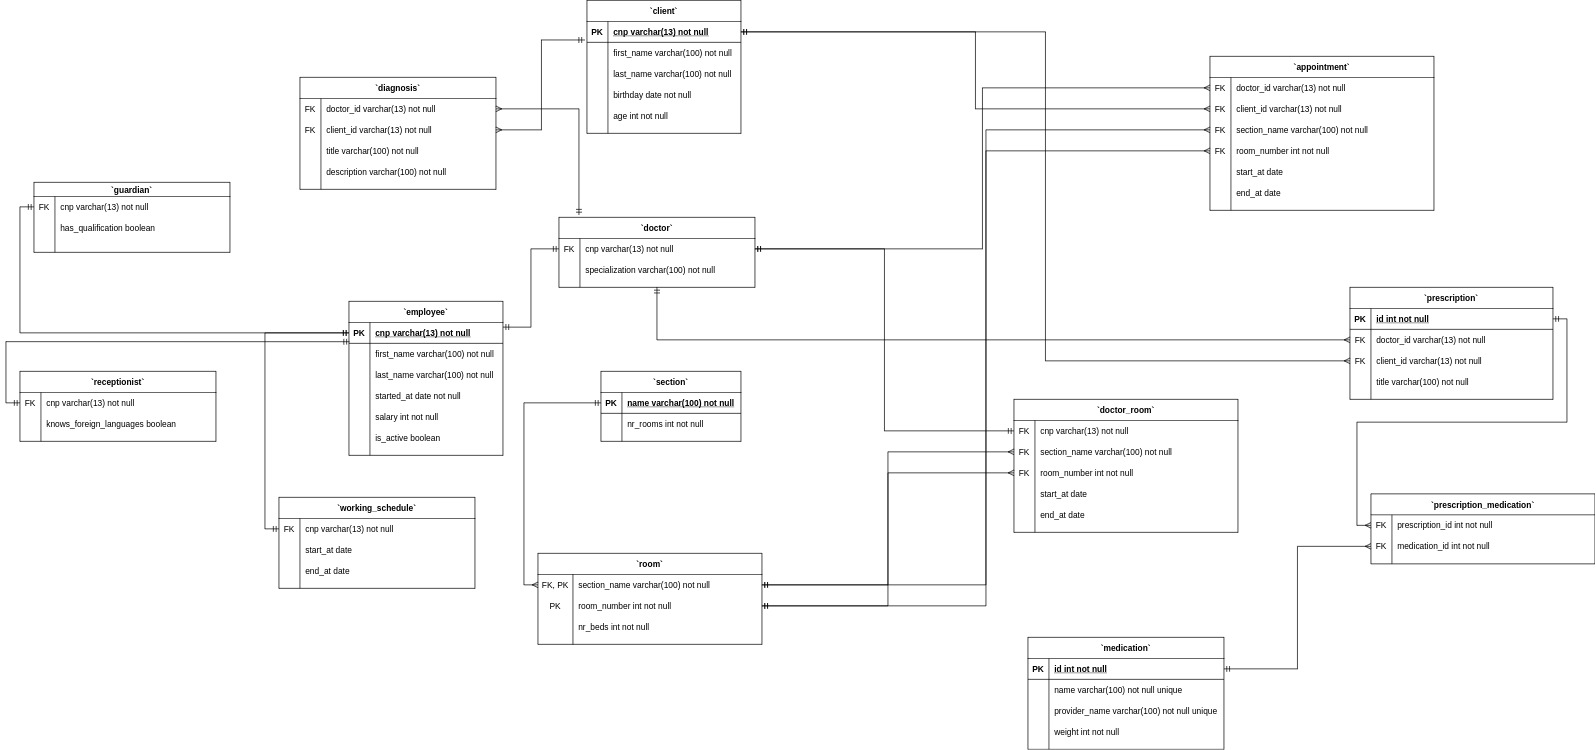 `client`
PK cnp varchar(13) not null
first_name varchar(100) not null
last_name varchar(100) not null
birthday date not null
age int not null
`appointment`
FK doctor_id varchar(13) not null
FK client_id varchar(13) not null
FK section_name varchar(100) not null
FK room_number int not null
start_at date
end_at date
`diagnosis`
FK doctor_id varchar(13) not null
FK client_id varchar(13) not null
title varchar(100) not null
description varchar(100) not null
`guardian`
FK cnp varchar(13) not null
has_qualification boolean
`doctor`
FK cnp varchar(13) not null
specialization varchar(100) not null
`prescription`
PK id int not null
FK doctor_id varchar(13) not null
FK client_id varchar(13) not null
title varchar(100) not null
`employee`
PK cnp varchar(13) not null
first_name varchar(100) not null
last_name varchar(100) not null
started_at date not null
salary int not null
is_active boolean
`receptionist`
FK cnp varchar(13) not null
knows_foreign_languages boolean
`section`
PK name varchar(100) not null
nr_rooms int not null
`doctor_room`
FK cnp varchar(13) not null
FK section_name varchar(100) not null
FK room_number int not null
start_at date
end_at date
`working_schedule`
FK cnp varchar(13) not null
start_at date
end_at date
`prescription_medication`
FK prescription_id int not null
FK medication_id int not null
`room`
FK, PK section_name varchar(100) not null
PK room_number int not null
nr_beds int not null
`medication`
PK id int not null
name varchar(100) not null unique
provider_name varchar(100) not null unique
weight int not null